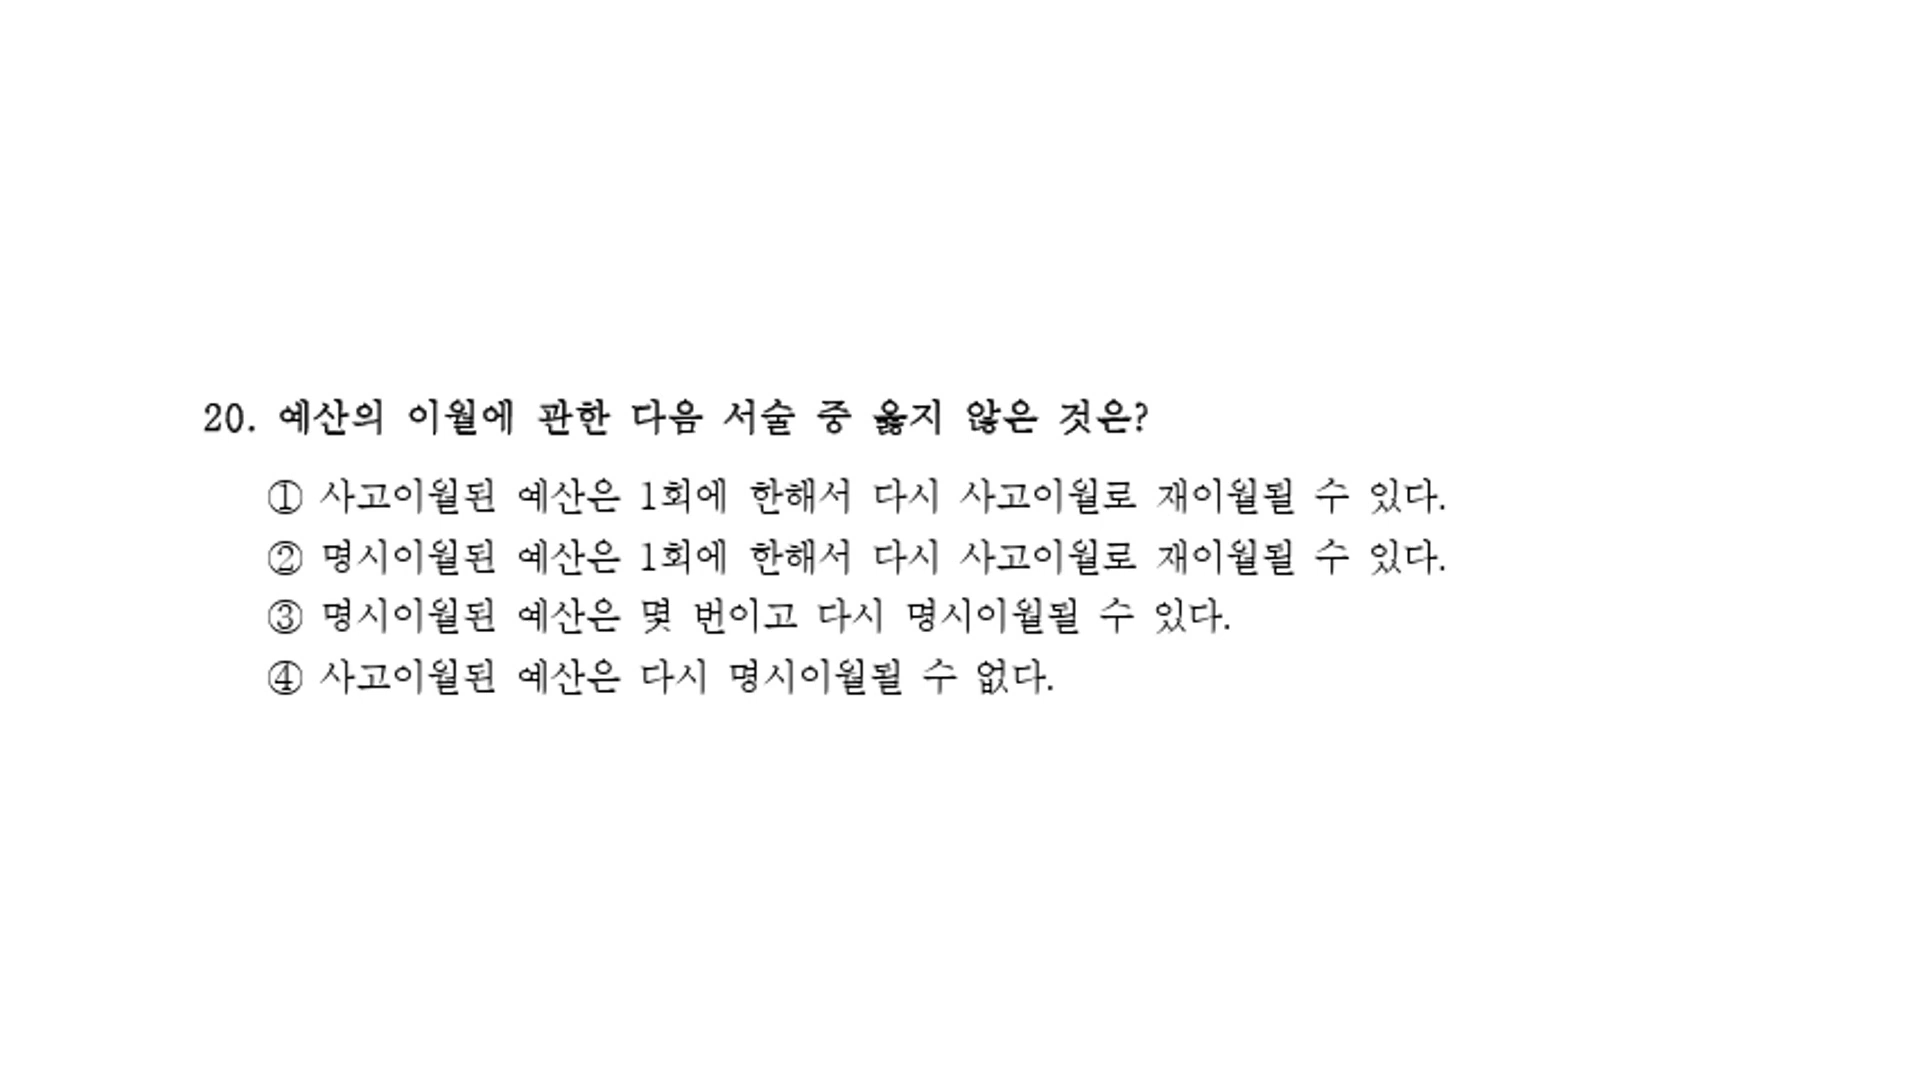 20. 예산의 이월에 관한 다음 서술 중 옳지 않은 것은?
① 사고이월된 예산은 1회에 한해서 다시 사고이월로 재이월될 수 있다.
② 명시이월된 예산은 1회에 한해서 다시 사고이월로 재이월될 수 있다.
③ 명시이월된 예산은 몇 번이고 다시 명시이월될 수 있다.
④ 사고이월된 예산은 다시 명시이월될 수 없다.